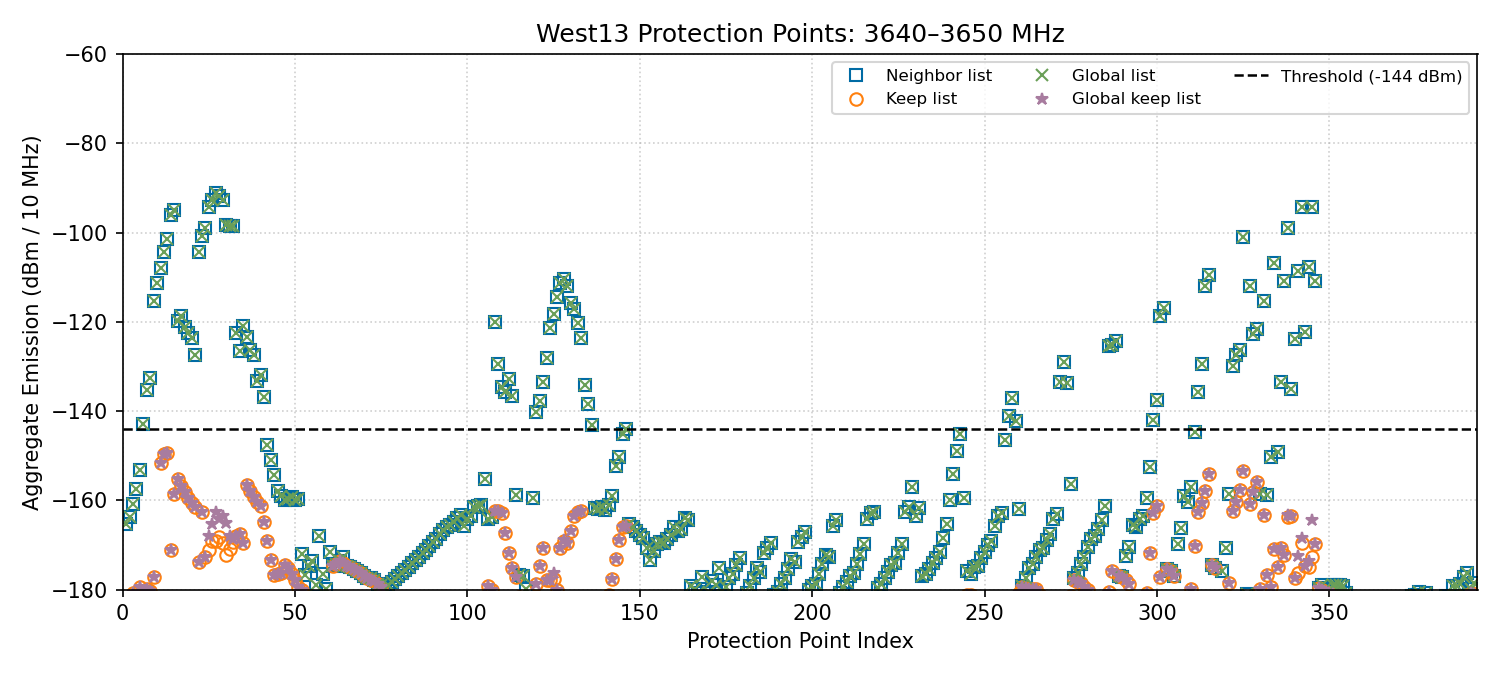 West13 Protection Points: 3640–3650 MHz
Neighbor list
Keep list
Global list
Global keep list
Threshold (-144 dBm)
Aggregate Emission (dBm / 10 MHz)
−60
−80
−100
−120
−140
−160
−180
0 50 100 150 200 250 300 350
Protection Point Index